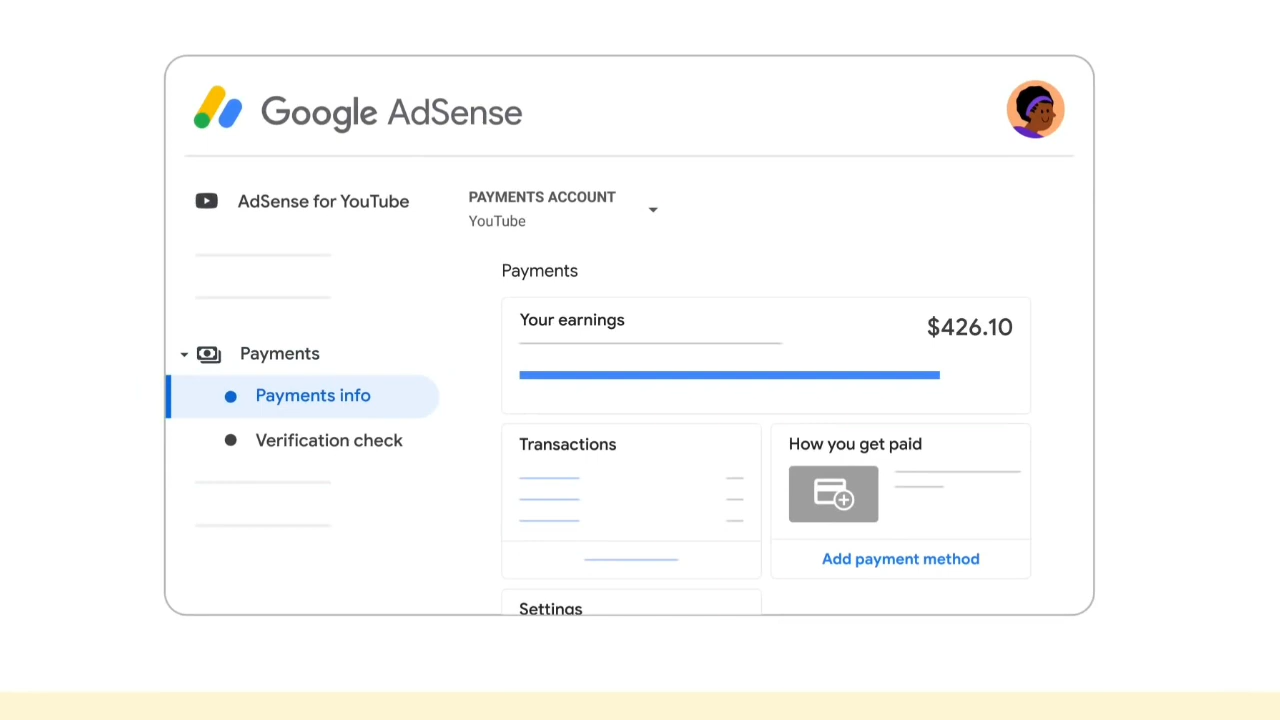 Google AdSense
AdSense for YouTube
PAYMENTS ACCOUNT
YouTube
Payments
Your earnings
$426.10
Payments
Payments info
Verification check
Transactions
How you get paid
Add payment method
Settings